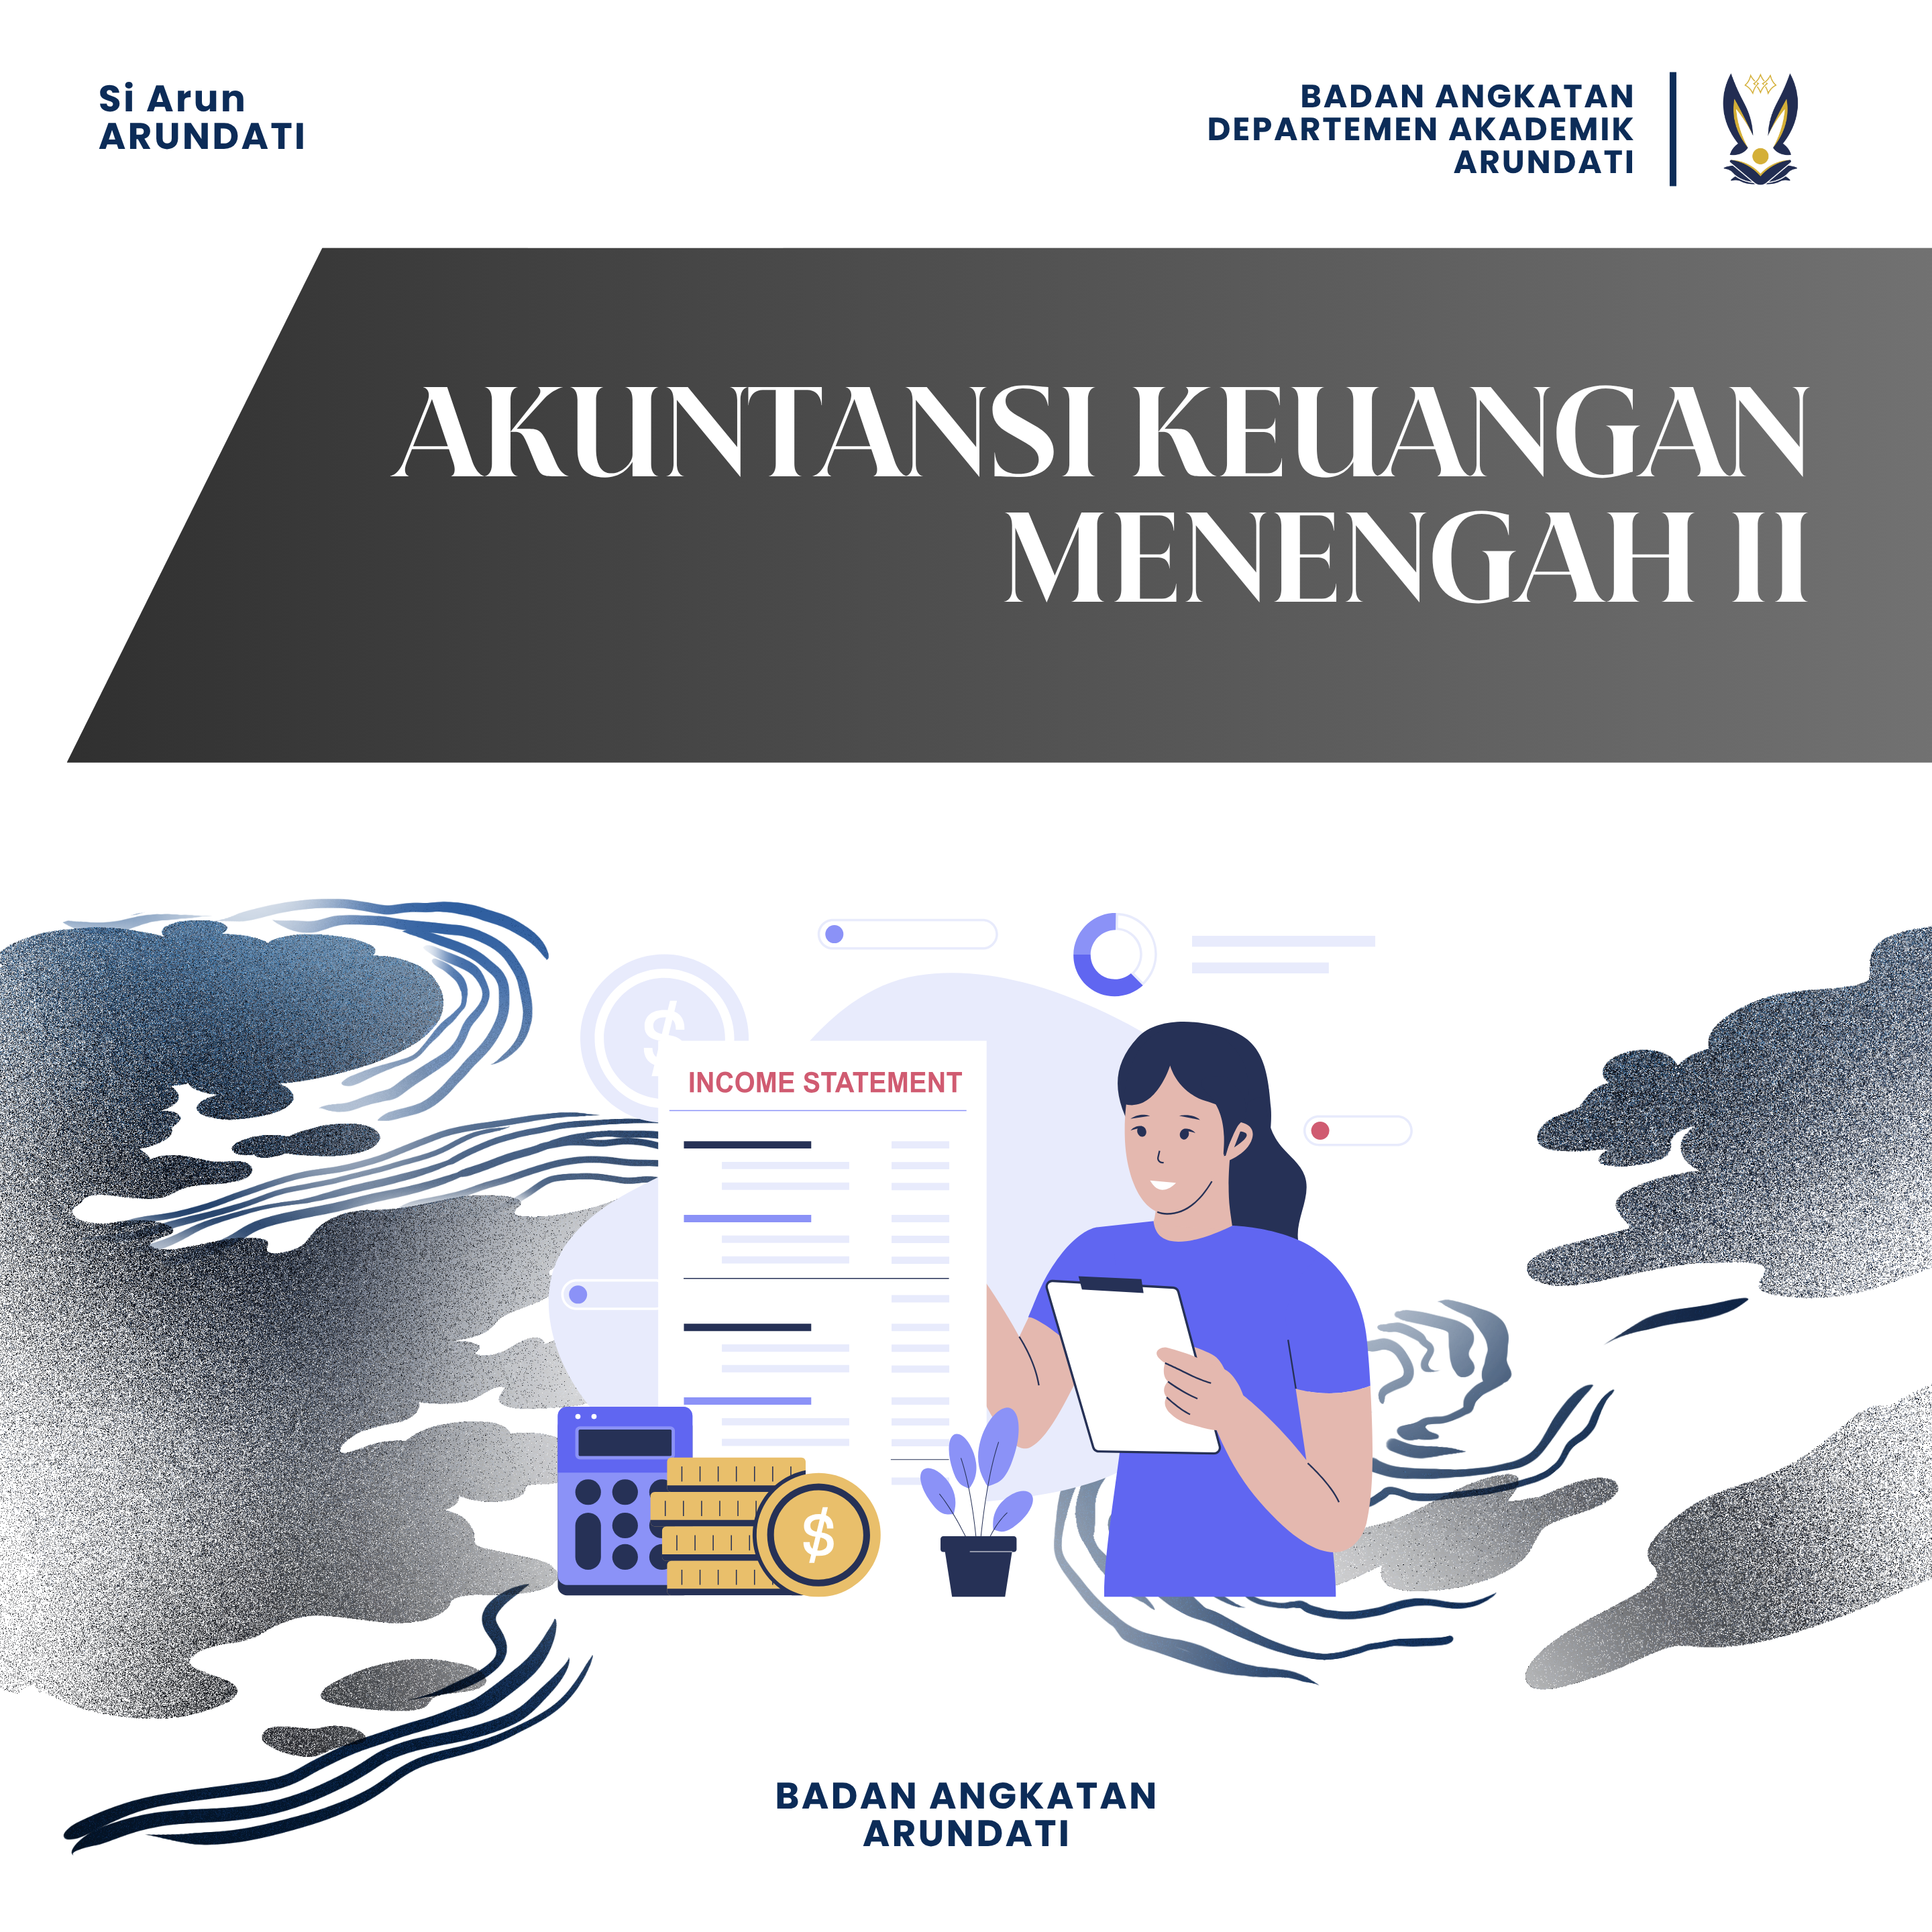 Si Arun
ARUNDATI
BADAN ANGKATAN
DEPARTEMEN AKADEMIK
ARUNDATI
AKUNTANSI KEUANGAN
MENENGAH II
$
INCOME STATEMENT
$
BADAN ANGKATAN
ARUNDATI